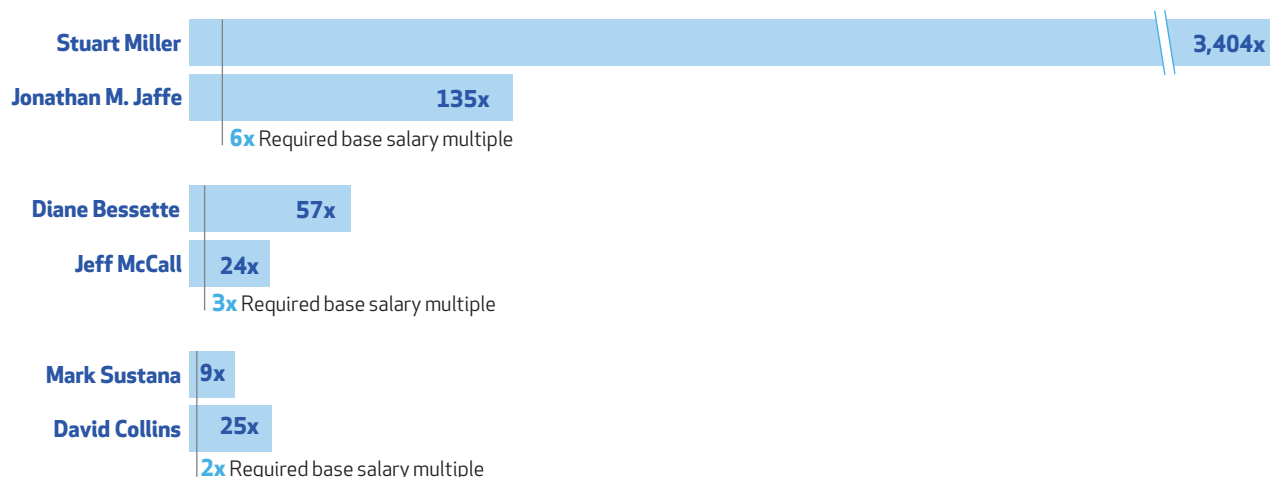 Stuart Miller 3,404x
Jonathan M. Jaffe 135x
6x Required base salary multiple
Diane Bessette 57x
Jeff McCall 24x
3x Required base salary multiple
Mark Sustana 9x
David Collins 25x
2x Required base salary multiple